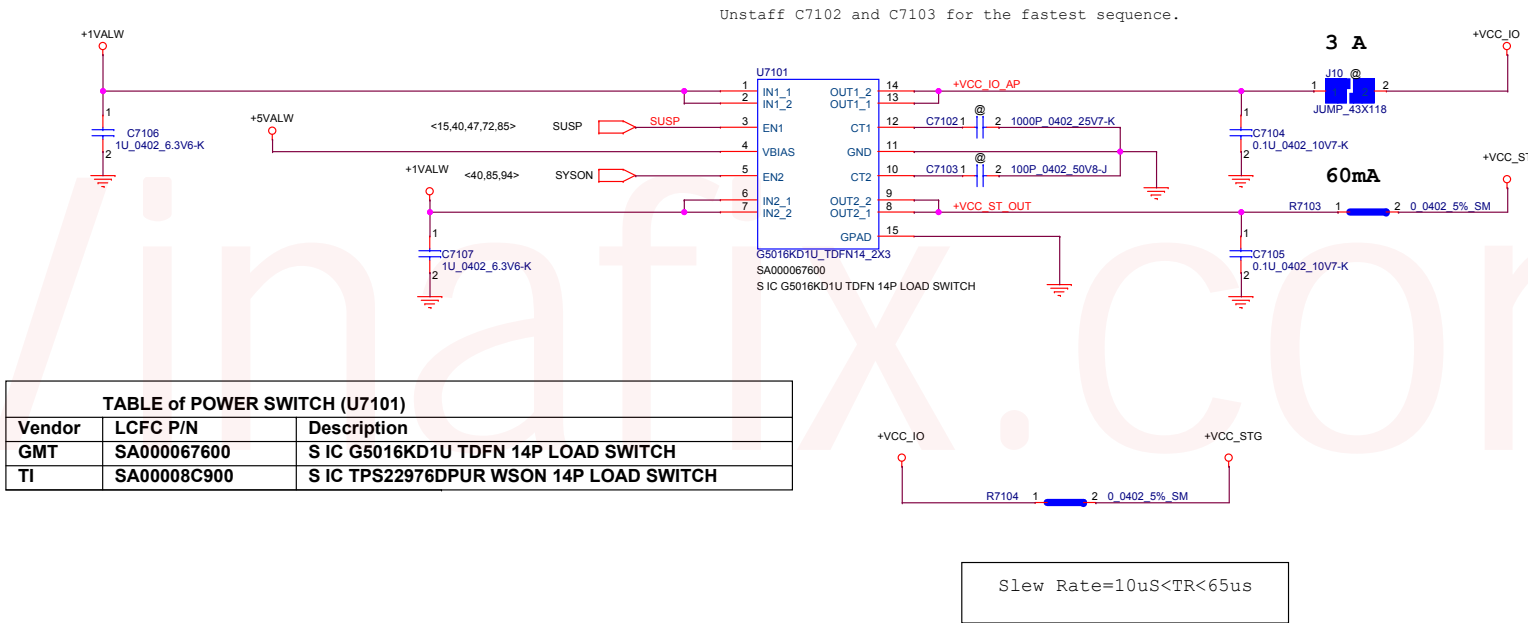 Unstaff C7102 and C7103 for the fastest sequence.
+1VALW
3 A
+VCC_IO
U7101
J10 @
1 IN1_1 OUT1_2 14 +VCC_IO_AP
2 IN1_2 OUT1_1 13
1 2
1 2
JUMP_43X118
1
C7106
1U_0402_6.3V6-K
2
+5VALW
<15,40,47,72,85> SUSP SUSP 3 EN1 CT1 12 C7102 1 @ 2 1000P_0402_25V7-K
1
C7104
0.1U_0402_10V7-K
2
4 VBIAS GND 11
+1VALW
<40,85,94> SYSON 5 EN2 CT2 10 C7103 1 @ 2 100P_0402_50V8-J
+VCC_ST
60mA
6 IN2_1 OUT2_2 9
7 IN2_2 OUT2_1 8 +VCC_ST_OUT
R7103 1 2 0_0402_5%_SM
GPAD 15
1
C7107
1U_0402_6.3V6-K
2
1
C7105
0.1U_0402_10V7-K
2
G5016KD1U_TDFN14_2X3
SA000067600
S IC G5016KD1U TDFN 14P LOAD SWITCH
Vinafix.com
TABLE of POWER SWITCH (U7101)
Vendor LCFC P/N Description
GMT SA000067600 S IC G5016KD1U TDFN 14P LOAD SWITCH
TI SA00008C900 S IC TPS22976DPUR WSON 14P LOAD SWITCH
+VCC_IO +VCC_STG
R7104 1 2 0_0402_5%_SM
Slew Rate=10uS<TR<65us